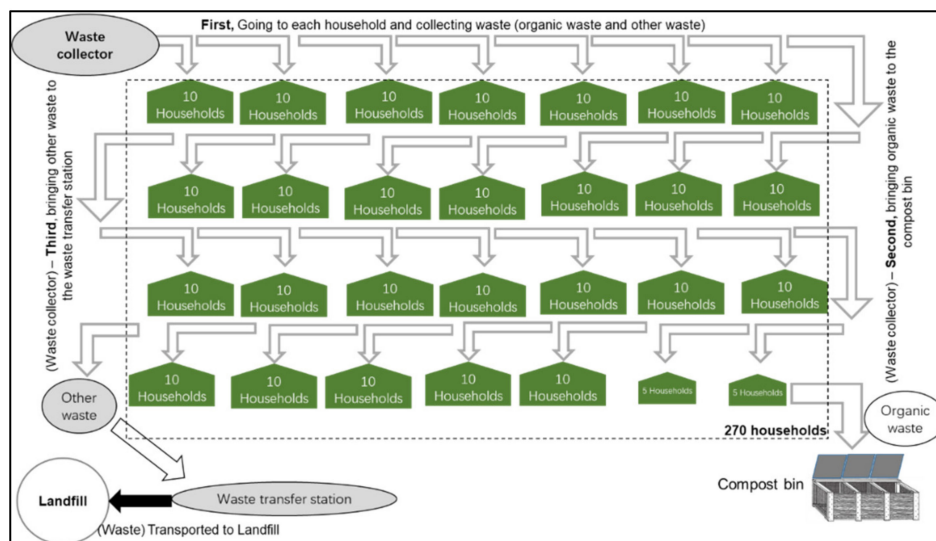 First, Going to each household and collecting waste (organic waste and other waste)
Waste
collector
10
Households
10
Households
10
Households
10
Households
10
Households
10
Households
10
Households
10
Households
10
Households
10
Households
10
Households
10
Households
10
Households
10
Households
10
Households
10
Households
10
Households
10
Households
10
Households
10
Households
10
Households
10
Households
10
Households
10
Households
10
Households
10
Households
5 Households
5 Households
270 households
(Waste collector) – Third, bringing other waste to
the waste transfer station
(Waste collector) – Second, bringing organic waste to the
compost bin
Other
waste
Organic
waste
Compost bin
Landfill
Waste transfer station
(Waste) Transported to Landfill